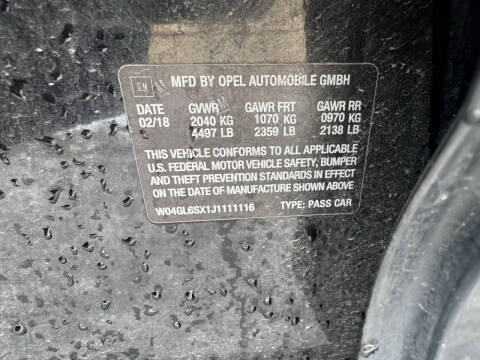 GM MFD BY OPEL AUTOMOBILE GMBH
DATE GVWR GAWR FRT GAWR RR
02/18 2040 KG 1070 KG 0970 KG
4497 LB 2359 LB 2138 LB
THIS VEHICLE CONFORMS TO ALL APPLICABLE
U.S. FEDERAL MOTOR VEHICLE SAFETY, BUMPER
AND THEFT PREVENTION STANDARDS IN EFFECT
ON THE DATE OF MANUFACTURE SHOWN ABOVE
W04GL6SX1J1111116 TYPE: PASS CAR